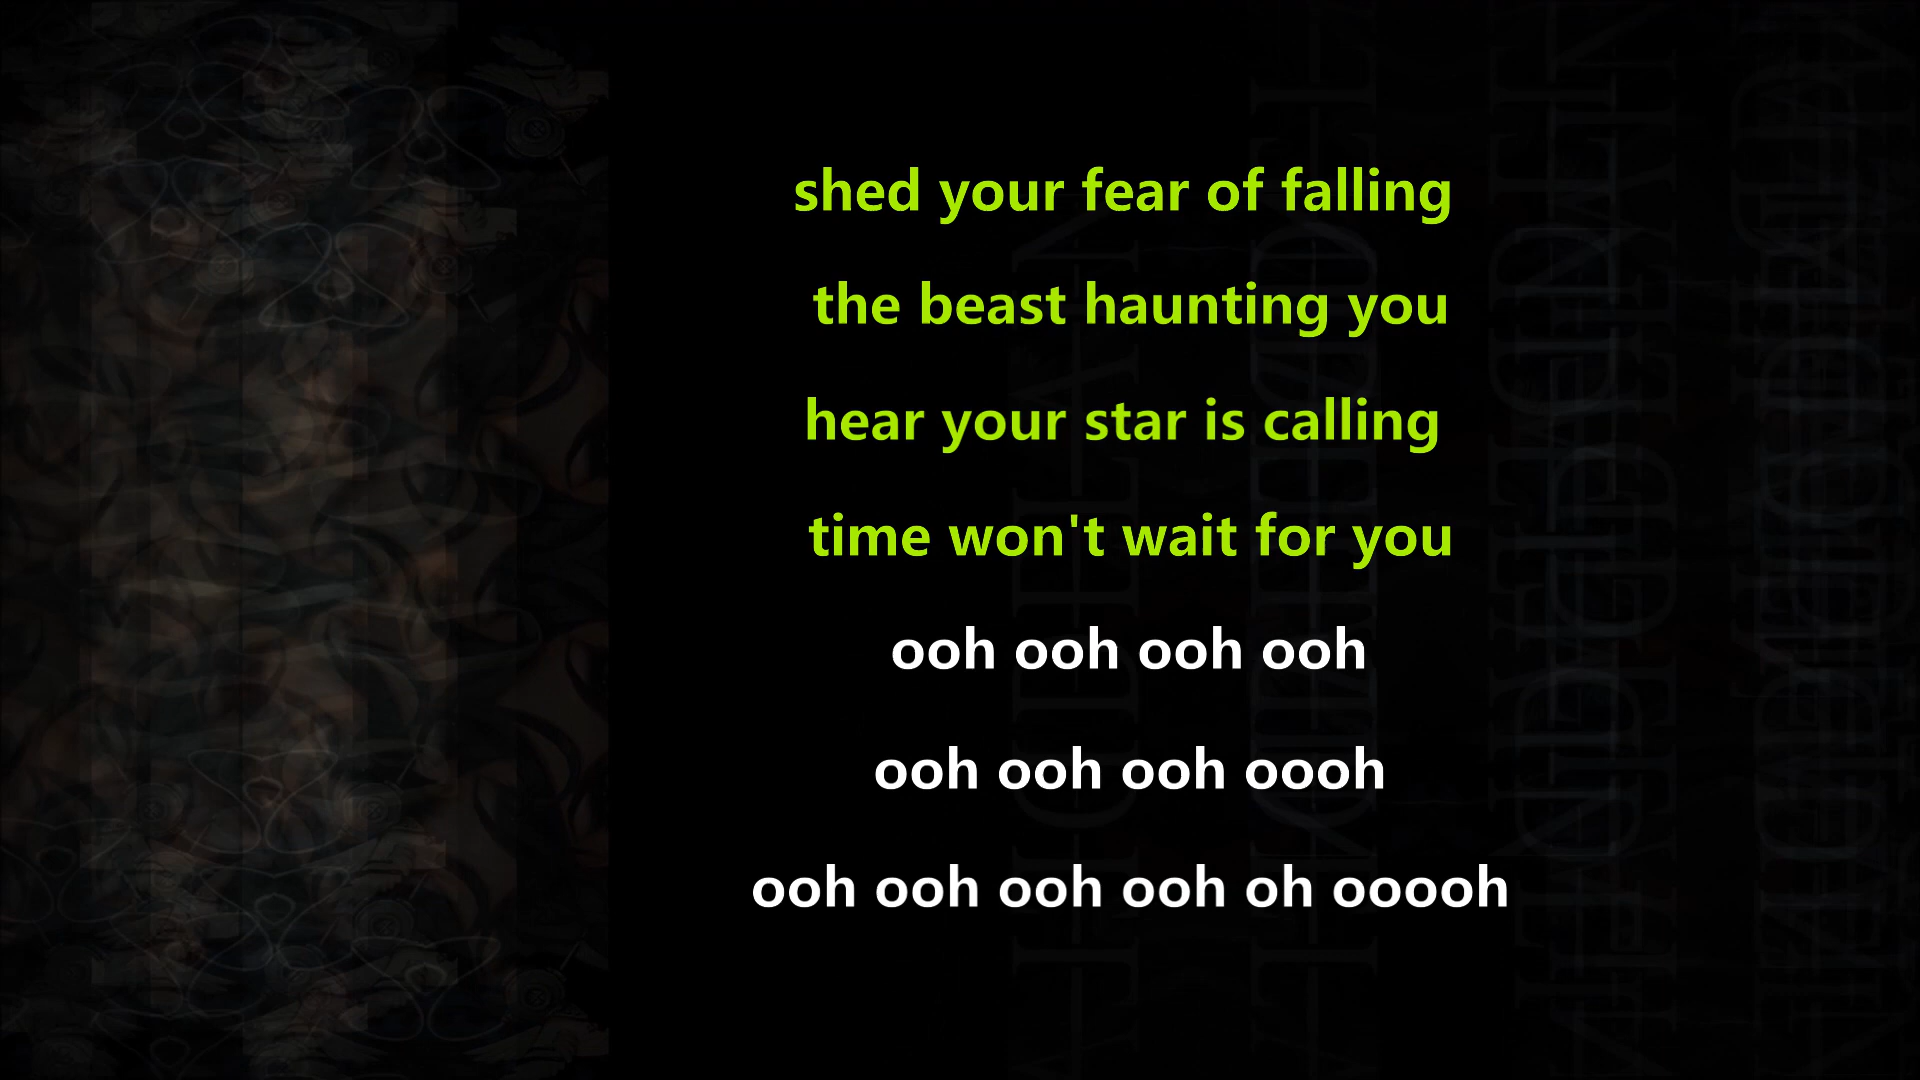 shed your fear of falling
the beast haunting you
hear your star is calling
time won't wait for you
ooh ooh ooh ooh
ooh ooh ooh oooh
ooh ooh ooh ooh oh ooooh